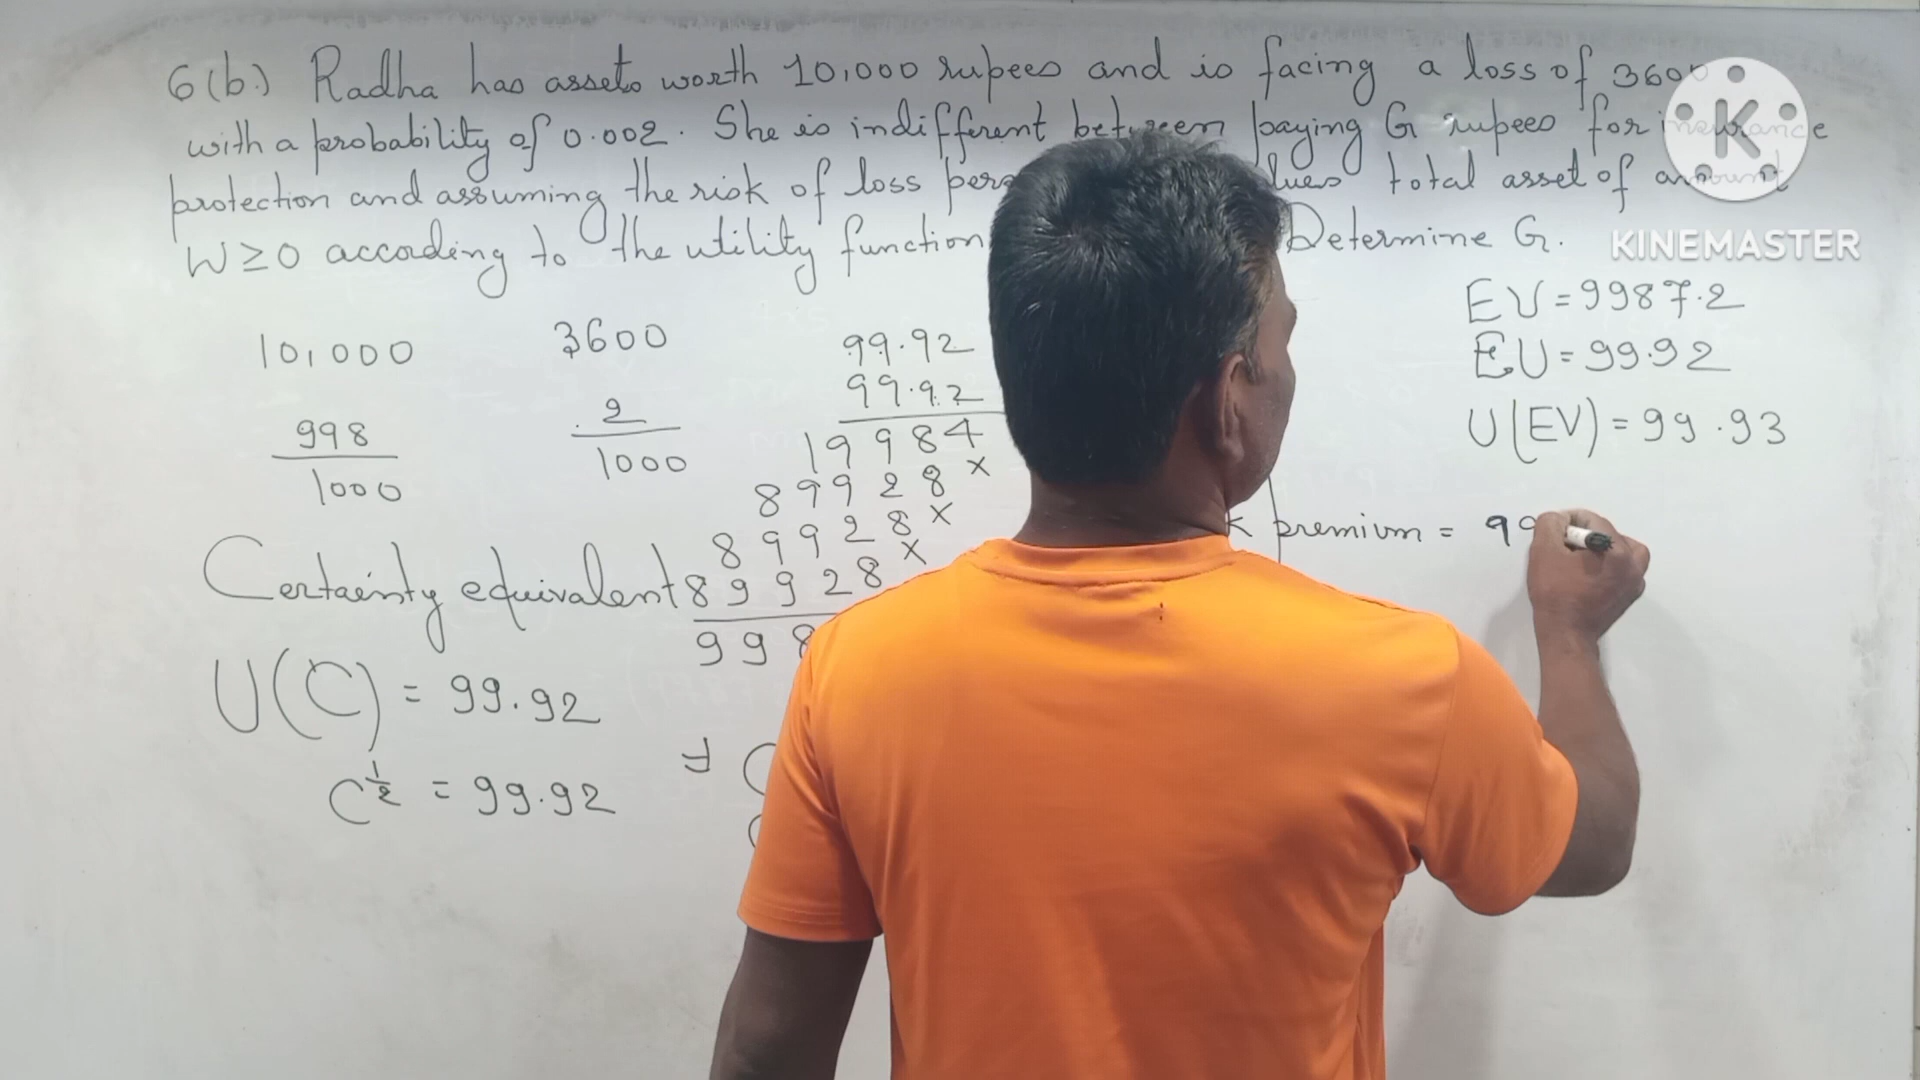 6(b.) Radha has assets worth 10,000 rupees and is facing a loss of 3600
with a probability of 0.002. She is indifferent between paying G rupees for insurance
protection and assuming the risk of loss total asset of amount
W ≥ 0 according to the utility function Determine G.
KINEMASTER
EV = 9987.2
EU = 99.92
U(EV) = 99.93
10,000 3600 99.92
99.92
998/1000 2/1000 19984
89928×
89928×
Certainty equivalent 89928×
998
premium = 99
U(C) = 99.92
C^1/2 = 99.92